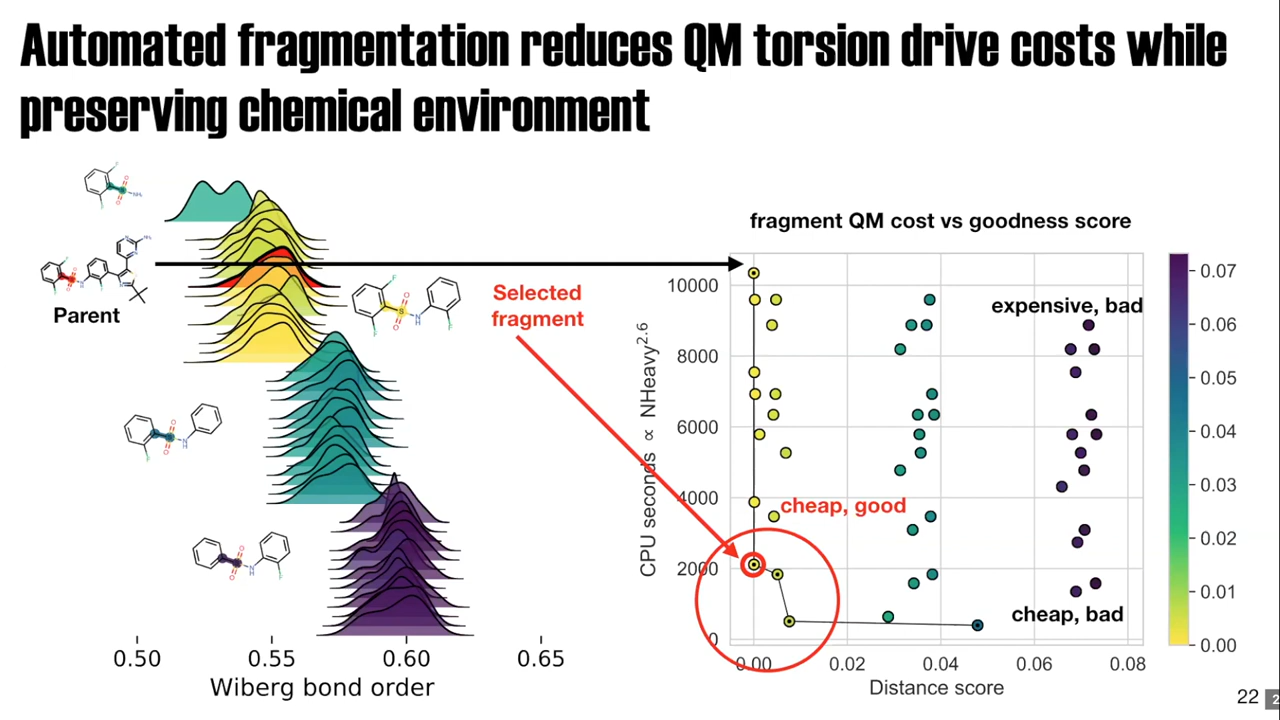 Automated fragmentation reduces QM torsion drive costs while
preserving chemical environment
Parent
Selected
fragment
0.50 0.55 0.60 0.65
Wiberg bond order
fragment QM cost vs goodness score
expensive, bad
cheap, good
cheap, bad
CPU seconds ∝ NHeavy^2.6
10000
8000
6000
4000
2000
0
0.00 0.02 0.04 0.06 0.08
Distance score
0.07
0.06
0.05
0.04
0.03
0.02
0.01
0.00
22